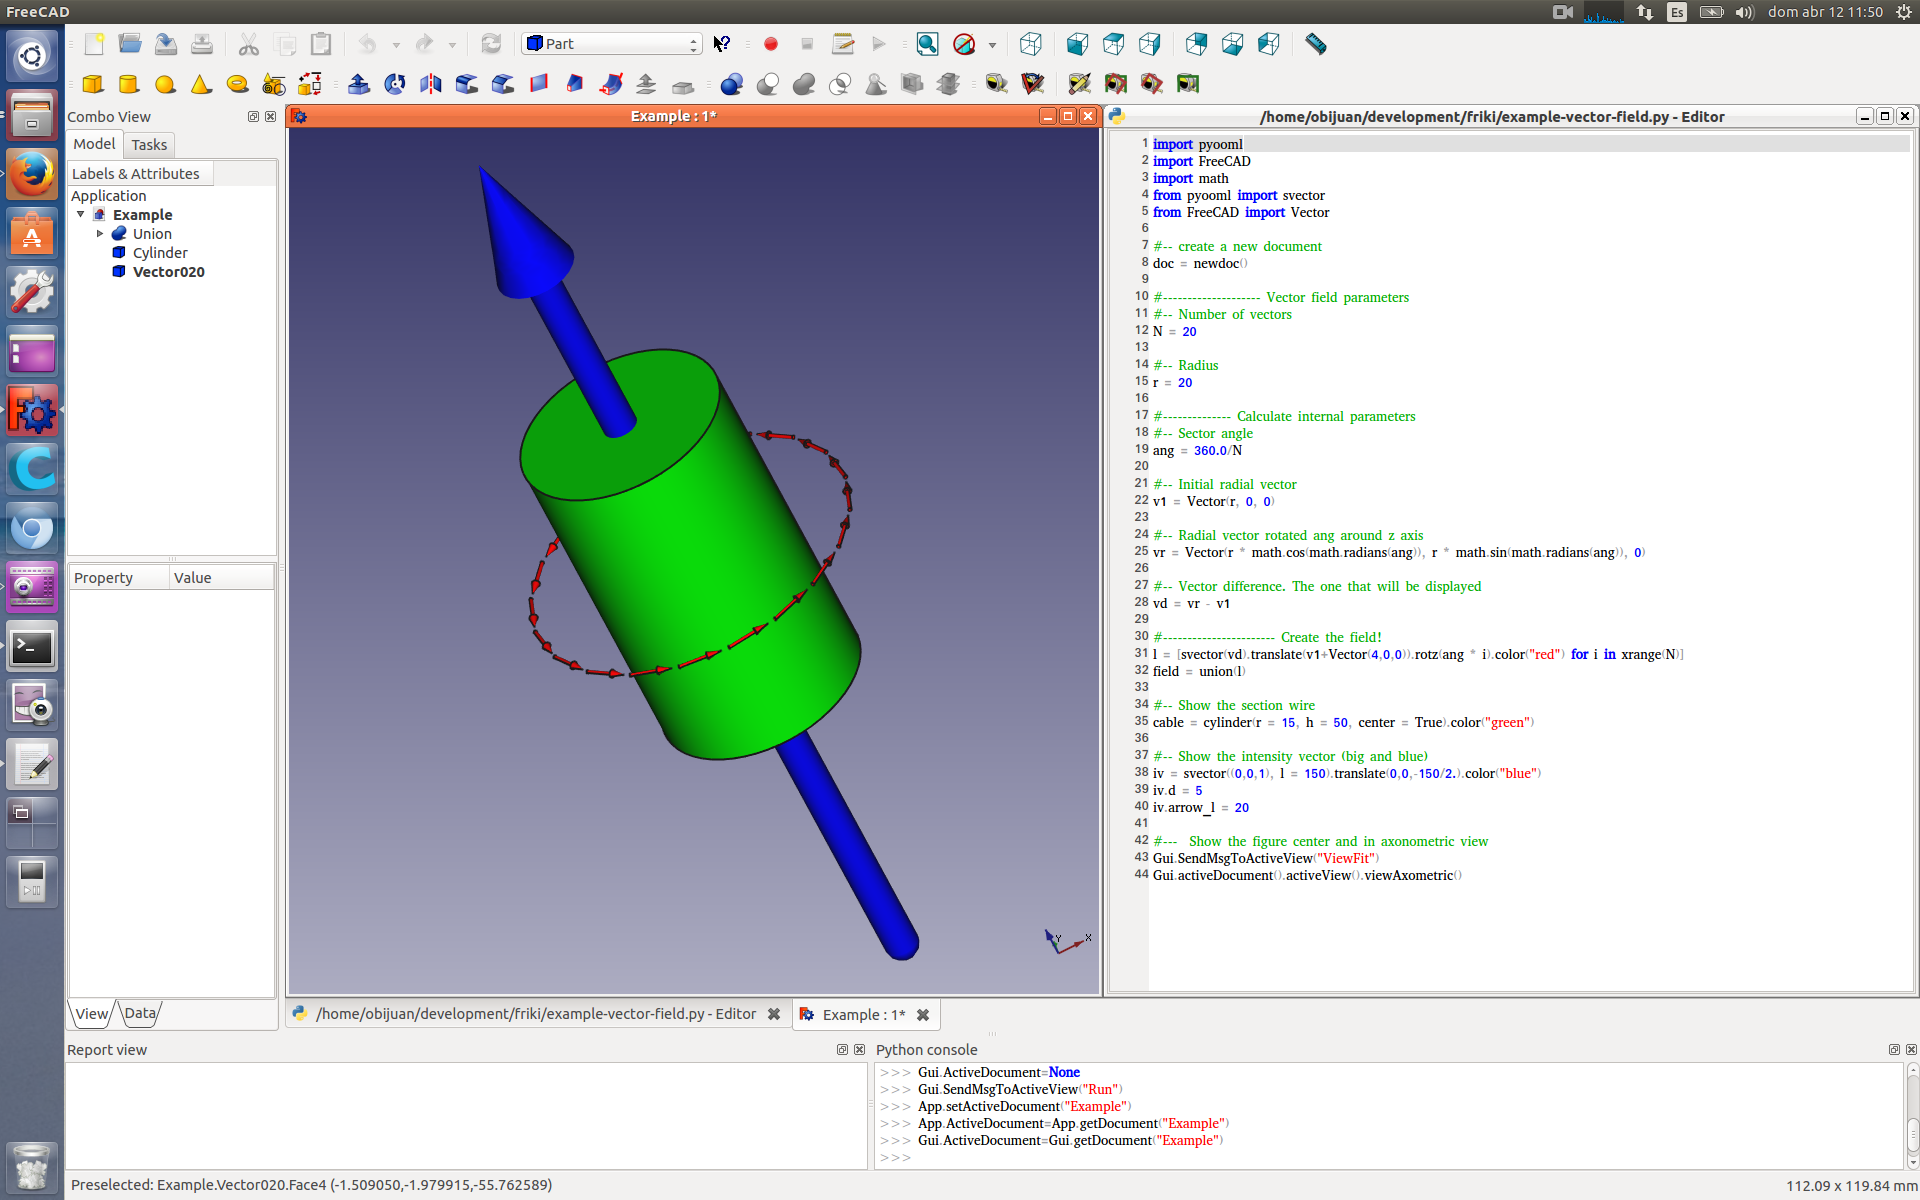 FreeCAD
Es
dom abr 12 11:50
Part
Combo View
Model
Tasks
Labels & Attributes
Application
Example
Union
Cylinder
Vector020
Property
Value
View
Data
Example : 1*
Y
X
/home/obijuan/development/friki/example-vector-field.py - Editor
1 import pyooml
2 import FreeCAD
3 import math
4 from pyooml import svector
5 from FreeCAD import Vector
6
7 #-- create a new document
8 doc = newdoc()
9
10 #-------------------- Vector field parameters
11 #-- Number of vectors
12 N = 20
13
14 #-- Radius
15 r = 20
16
17 #-------------- Calculate internal parameters
18 #-- Sector angle
19 ang = 360.0/N
20
21 #-- Initial radial vector
22 v1 = Vector(r, 0, 0)
23
24 #-- Radial vector rotated ang around z axis
25 vr = Vector(r * math.cos(math.radians(ang)), r * math.sin(math.radians(ang)), 0)
26
27 #-- Vector difference. The one that will be displayed
28 vd = vr - v1
29
30 #----------------------- Create the field!
31 l = [svector(vd).translate(v1+Vector(4,0,0)).rotz(ang * i).color("red") for i in xrange(N)]
32 field = union(l)
33
34 #-- Show the section wire
35 cable = cylinder(r = 15, h = 50, center = True).color("green")
36
37 #-- Show the intensity vector (big and blue)
38 iv = svector((0,0,1), l = 150).translate(0,0,-150/2.).color("blue")
39 iv.d = 5
40 iv.arrow_l = 20
41
42 #--- Show the figure center and in axonometric view
43 Gui.SendMsgToActiveView("ViewFit")
44 Gui.activeDocument().activeView().viewAxometric()
/home/obijuan/development/friki/example-vector-field.py - Editor
Example : 1*
Report view
Python console
>>> Gui.ActiveDocument=None
>>> Gui.SendMsgToActiveView("Run")
>>> App.setActiveDocument("Example")
>>> App.ActiveDocument=App.getDocument("Example")
>>> Gui.ActiveDocument=Gui.getDocument("Example")
>>>
Preselected: Example.Vector020.Face4 (-1.509050,-1.979915,-55.762589)
112.09 x 119.84 mm